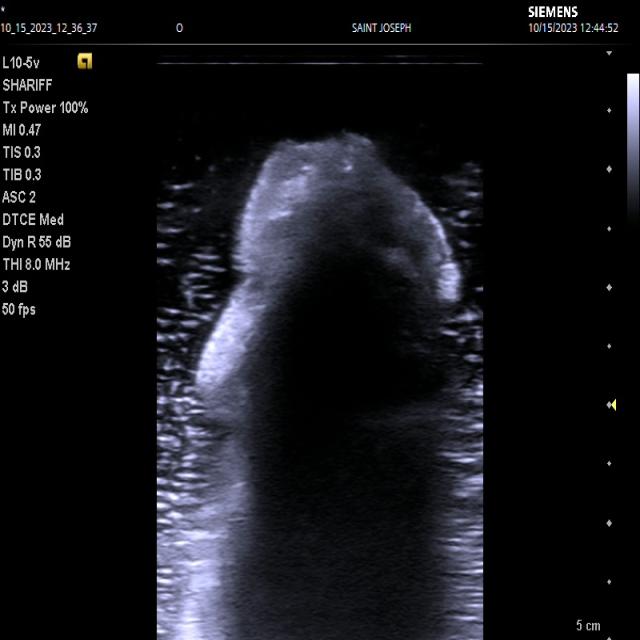 *
SIEMENS
10_15_2023_12_36_37 O SAINT JOSEPH 10/15/2023 12:44:52
L10-5v
SHARIFF
Tx Power 100%
MI 0.47
TIS 0.3
TIB 0.3
ASC 2
DTCE Med
Dyn R 55 dB
THI 8.0 MHz
3 dB
50 fps
5 cm